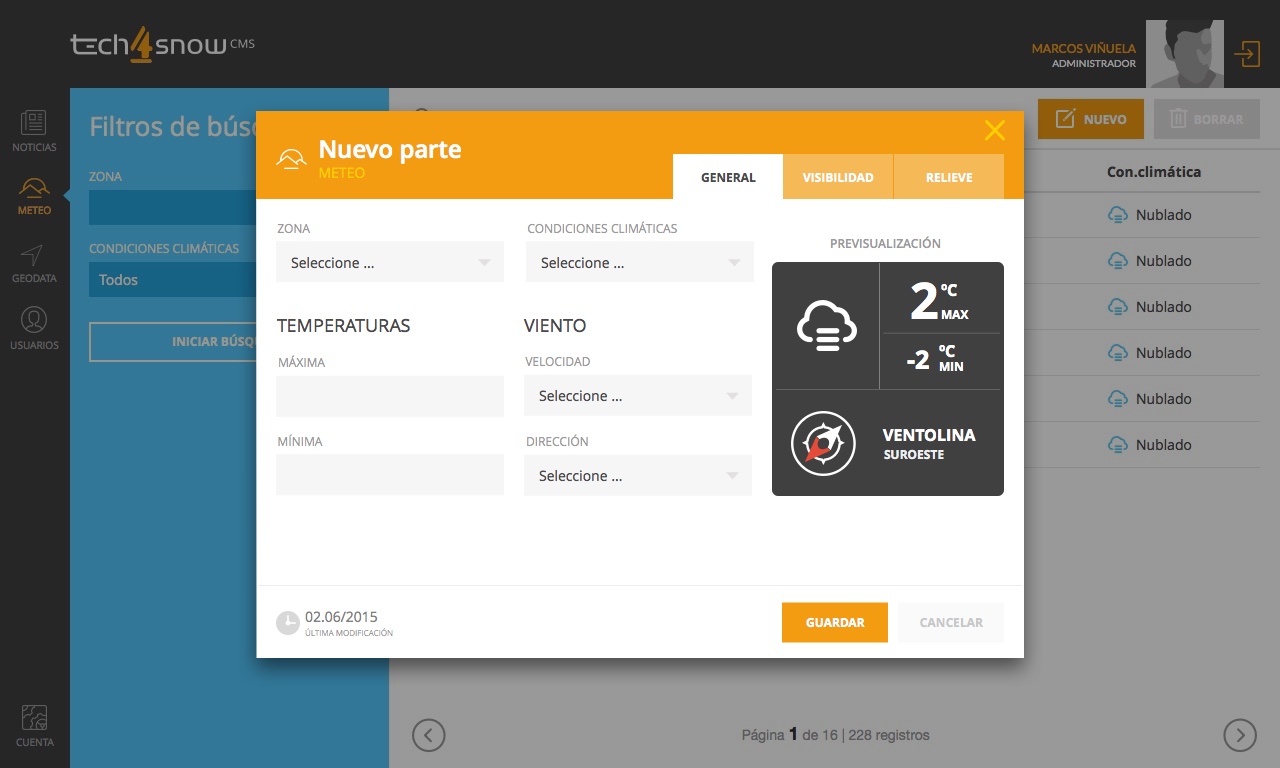 tech4snow CMS
MARCOS VIÑUELA
ADMINISTRADOR
NOTICIAS
METEO
GEODATA
USUARIOS
CUENTA
Filtros de búsq
ZONA
CONDICIONES CLIMÁTICAS
Todos
INICIAR BÚSQ
NUEVO
BORRAR
Con.climática
Nublado
Nublado
Nublado
Nublado
Nublado
Nublado
Nuevo parte
METEO
GENERAL
VISIBILIDAD
RELIEVE
ZONA
Seleccione ...
CONDICIONES CLIMÁTICAS
Seleccione ...
TEMPERATURAS
MÁXIMA
MÍNIMA
VIENTO
VELOCIDAD
Seleccione ...
DIRECCIÓN
Seleccione ...
PREVISUALIZACIÓN
2 ºC
MAX
-2 ºC
MIN
VENTOLINA
SUROESTE
02.06/2015
ÚLTIMA MODIFICACIÓN
GUARDAR
CANCELAR
Página 1 de 16 | 228 registros